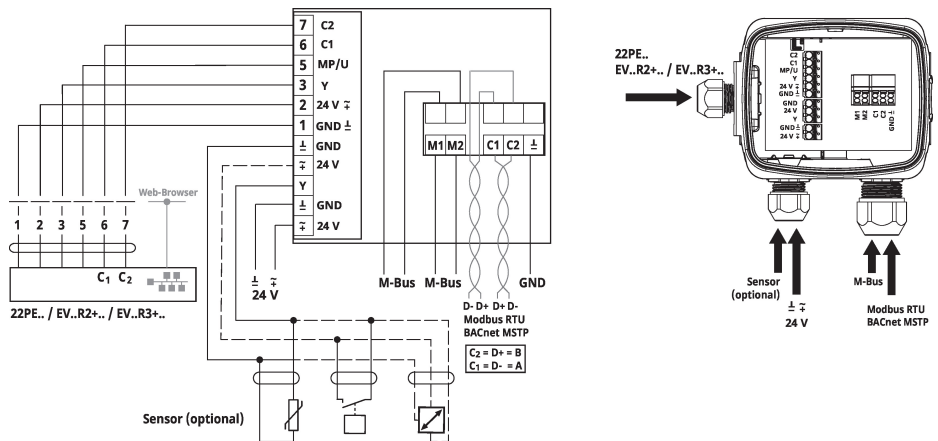 7 C2
6 C1
5 MP/U
3 Y
2 24 V ⩬
1 GND ⏊
⏊ GND
⩬ 24 V
Y
⏊ GND
⩬ 24 V
M1 M2 C1 C2 ⏊
Web-Browser
1 2 3 5 6 7
C1 C2
22PE.. / EV..R2+.. / EV..R3+..
⏊ ⩬
24 V
M-Bus M-Bus GND
D- D+ D+ D-
Modbus RTU
BACnet MSTP
C2 = D+ = B
C1 = D- = A
Sensor (optional)
22PE..
EV..R2+.. / EV..R3+..
C2
C1
MP/U
Y
24 V ⩬
GND ⏊
GND
24 V
Y
GND ⏊
24 V ⩬
M1
M2
C1
C2
GND ⏊
Sensor
(optional)
⏊ ⩬
24 V
M-Bus
Modbus RTU
BACnet MSTP